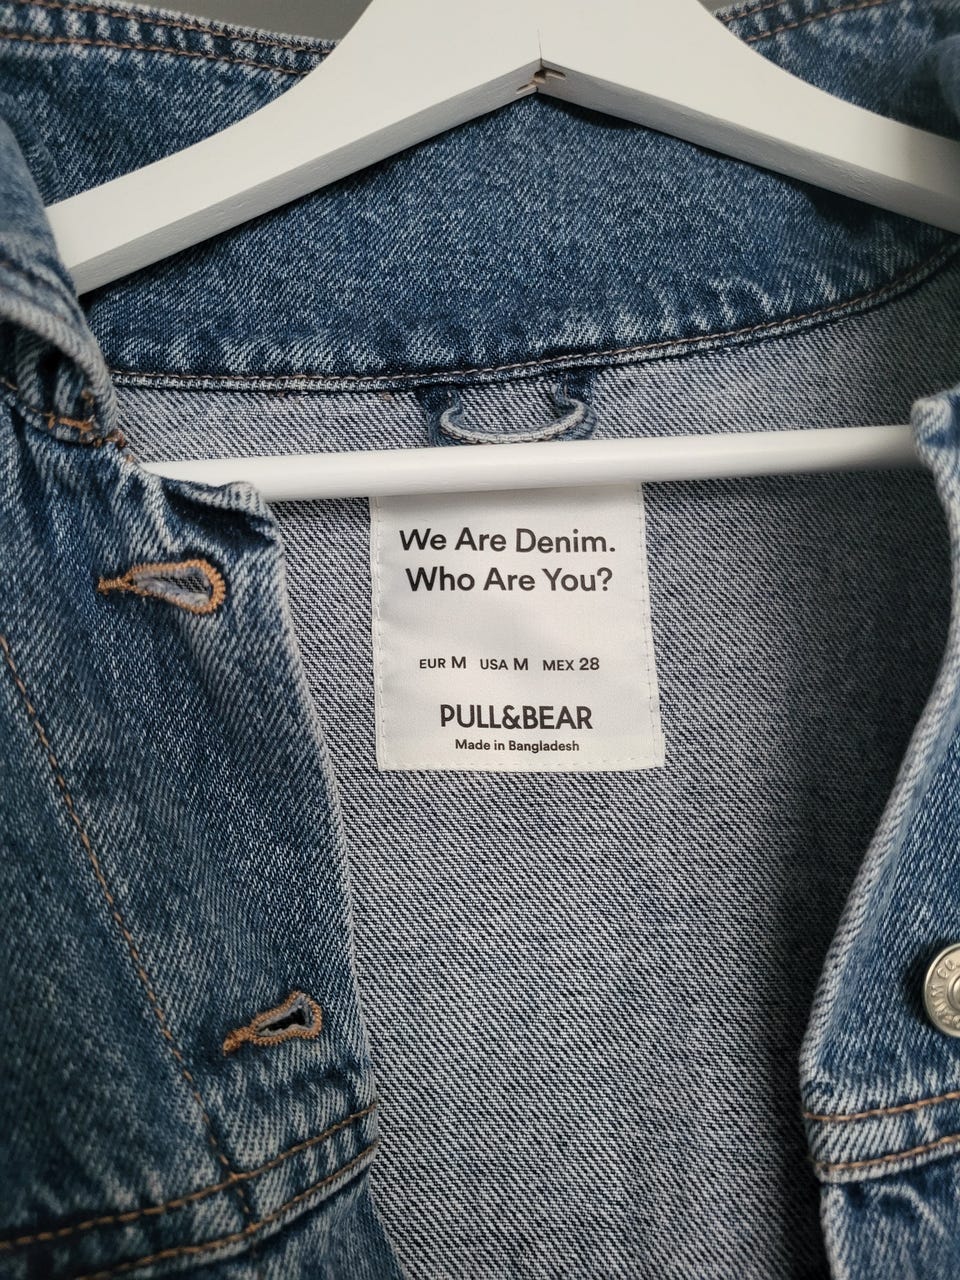 We Are Denim.
Who Are You?
EUR M USA M MEX 28
PULL&BEAR
Made in Bangladesh